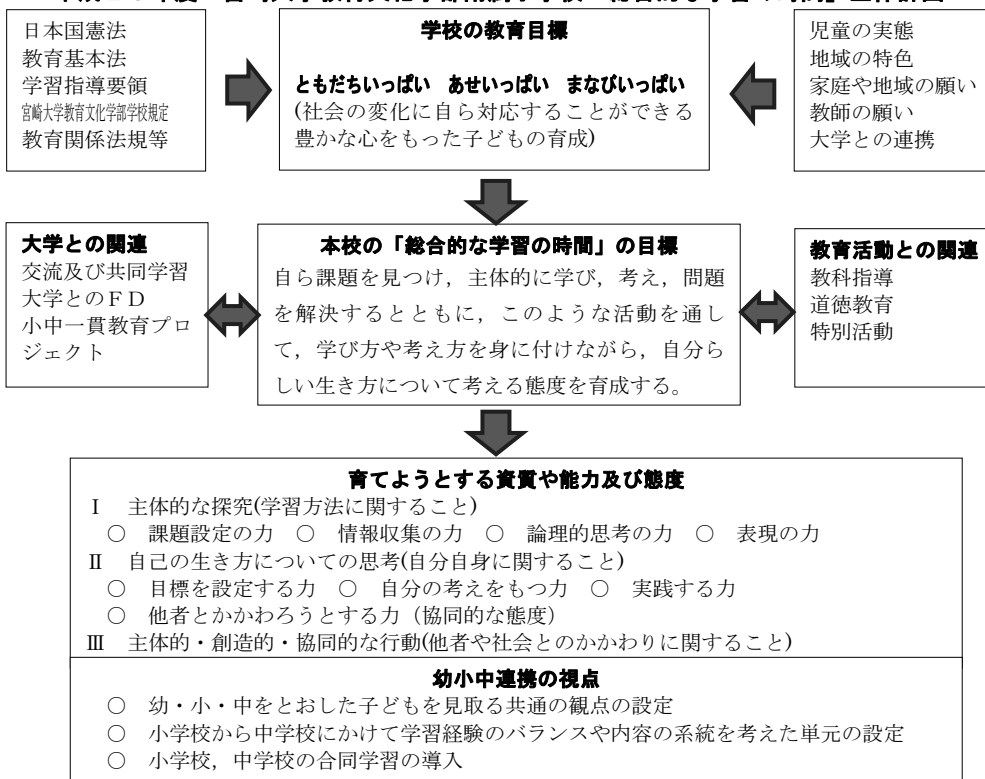 日本国憲法
教育基本法
学習指導要領
宮崎大学教育文化学部学校規定
教育関係法規等
学校の教育目標
ともだちいっぱい　あせいっぱい　まなびいっぱい
(社会の変化に自ら対応することができる
豊かな心をもった子どもの育成)
児童の実態
地域の特色
家庭や地域の願い
教師の願い
大学との連携
大学との関連
交流及び共同学習
大学とのＦＤ
小中一貫教育プロ
ジェクト
本校の「総合的な学習の時間」の目標
自ら課題を見つけ，主体的に学び，考え，問題
を解決するとともに，このような活動を通し
て，学び方や考え方を身に付けながら，自分ら
しい生き方について考える態度を育成する。
教育活動との関連
教科指導
道徳教育
特別活動
育てようとする資質や能力及び態度
Ⅰ　主体的な探究(学習方法に関すること)
○　課題設定の力　○　情報収集の力　○　論理的思考の力　○　表現の力
Ⅱ　自己の生き方についての思考(自分自身に関すること)
○　目標を設定する力　○　自分の考えをもつ力　○　実践する力
○　他者とかかわろうとする力（協同的な態度）
Ⅲ　主体的・創造的・協同的な行動(他者や社会とのかかわりに関すること)
幼小中連携の視点
○　幼・小・中をとおした子どもを見取る共通の観点の設定
○　小学校から中学校にかけて学習経験のバランスや内容の系統を考えた単元の設定
○　小学校，中学校の合同学習の導入